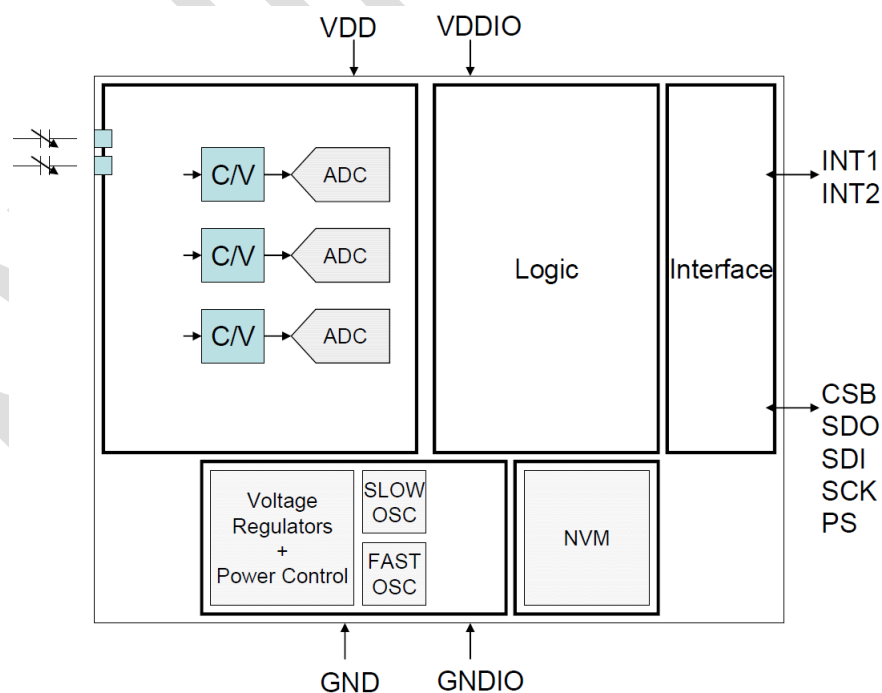 VDD
VDDIO
C/V
ADC
C/V
ADC
C/V
ADC
Logic
Interface
INT1
INT2
CSB
SDO
SDI
SCK
PS
Voltage
Regulators
+
Power Control
SLOW
OSC
FAST
OSC
NVM
GND
GNDIO